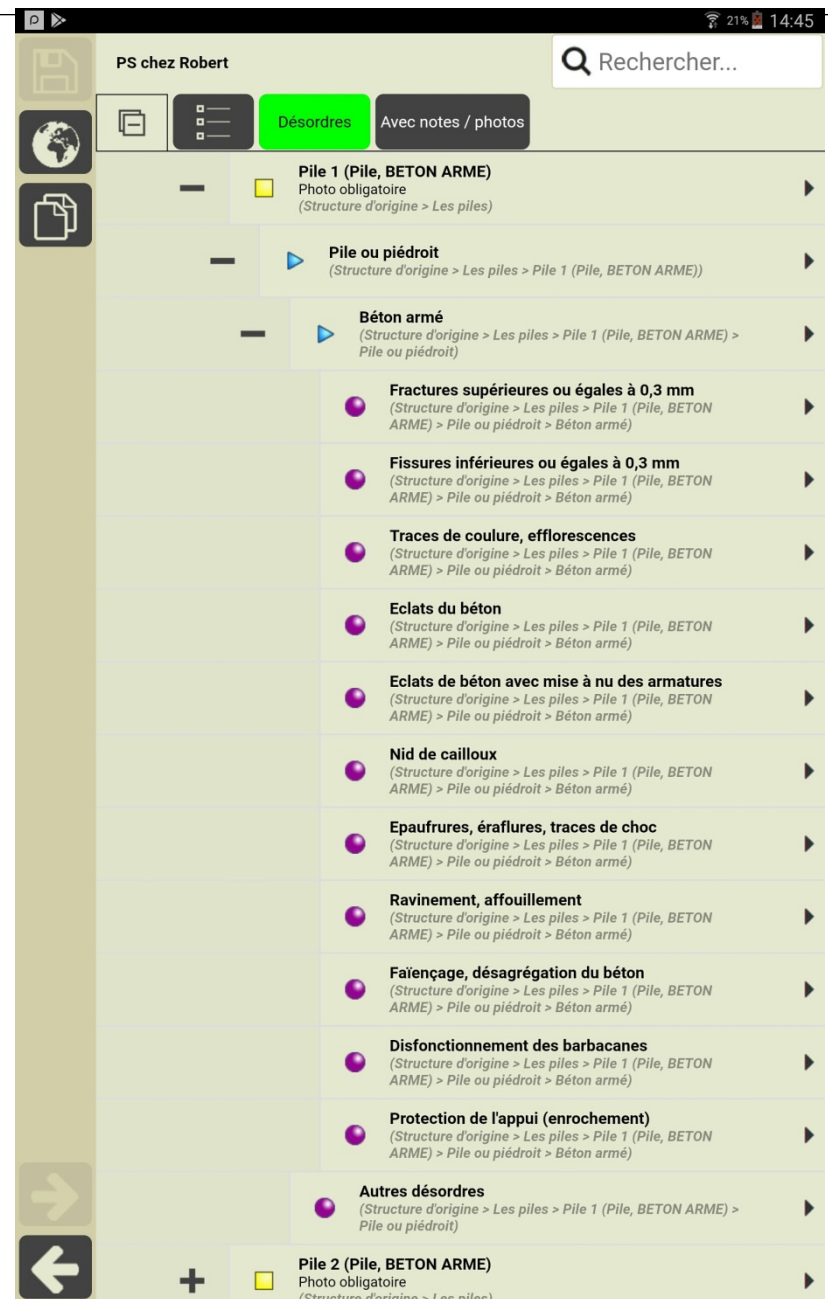 21% 14:45
PS chez Robert
Rechercher...
Désordres
Avec notes / photos
Pile 1 (Pile, BETON ARME)
Photo obligatoire
(Structure d'origine > Les piles)
Pile ou piédroit
(Structure d'origine > Les piles > Pile 1 (Pile, BETON ARME))
Béton armé
(Structure d'origine > Les piles > Pile 1 (Pile, BETON ARME) >
Pile ou piédroit)
Fractures supérieures ou égales à 0,3 mm
(Structure d'origine > Les piles > Pile 1 (Pile, BETON
ARME) > Pile ou piédroit > Béton armé)
Fissures inférieures ou égales à 0,3 mm
(Structure d'origine > Les piles > Pile 1 (Pile, BETON
ARME) > Pile ou piédroit > Béton armé)
Traces de coulure, efflorescences
(Structure d'origine > Les piles > Pile 1 (Pile, BETON
ARME) > Pile ou piédroit > Béton armé)
Eclats du béton
(Structure d'origine > Les piles > Pile 1 (Pile, BETON
ARME) > Pile ou piédroit > Béton armé)
Eclats de béton avec mise à nu des armatures
(Structure d'origine > Les piles > Pile 1 (Pile, BETON
ARME) > Pile ou piédroit > Béton armé)
Nid de cailloux
(Structure d'origine > Les piles > Pile 1 (Pile, BETON
ARME) > Pile ou piédroit > Béton armé)
Epaufrures, éraflures, traces de choc
(Structure d'origine > Les piles > Pile 1 (Pile, BETON
ARME) > Pile ou piédroit > Béton armé)
Ravinement, affouillement
(Structure d'origine > Les piles > Pile 1 (Pile, BETON
ARME) > Pile ou piédroit > Béton armé)
Faïençage, désagrégation du béton
(Structure d'origine > Les piles > Pile 1 (Pile, BETON
ARME) > Pile ou piédroit > Béton armé)
Disfonctionnement des barbacanes
(Structure d'origine > Les piles > Pile 1 (Pile, BETON
ARME) > Pile ou piédroit > Béton armé)
Protection de l'appui (enrochement)
(Structure d'origine > Les piles > Pile 1 (Pile, BETON
ARME) > Pile ou piédroit > Béton armé)
Autres désordres
(Structure d'origine > Les piles > Pile 1 (Pile, BETON ARME) >
Pile ou piédroit)
Pile 2 (Pile, BETON ARME)
Photo obligatoire
(Structure d'origine > Les piles)